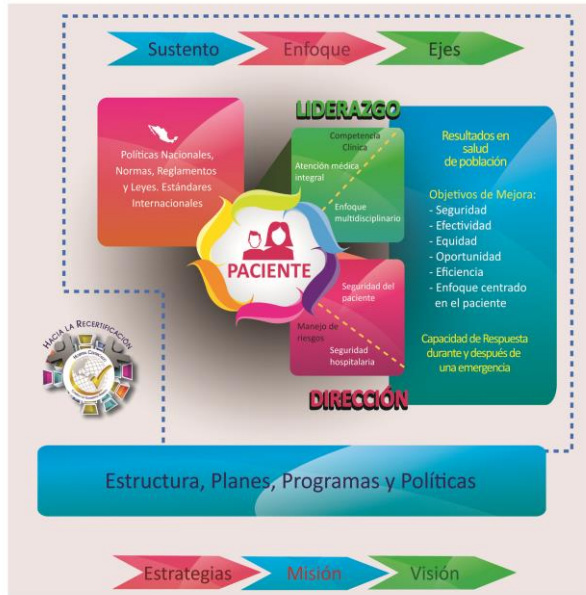 Sustento Enfoque Ejes
Políticas Nacionales,
Normas, Reglamentos
y Leyes. Estándares
Internacionales
LIDERAZGO
Competencia
Clínica
Atención médica
integral
Enfoque
multidisciplinario
PACIENTE
Seguridad del
paciente
Manejo de
riesgos
Seguridad
hospitalaria
DIRECCIÓN
Resultados en
salud
de población
Objetivos de Mejora:
- Seguridad
- Efectividad
- Equidad
- Oportunidad
- Eficiencia
- Enfoque centrado
en el paciente
Capacidad de Respuesta
durante y después de
una emergencia
HACIA LA RECERTIFICACIÓN
Estructura, Planes, Programas y Políticas
Estrategias Misión Visión